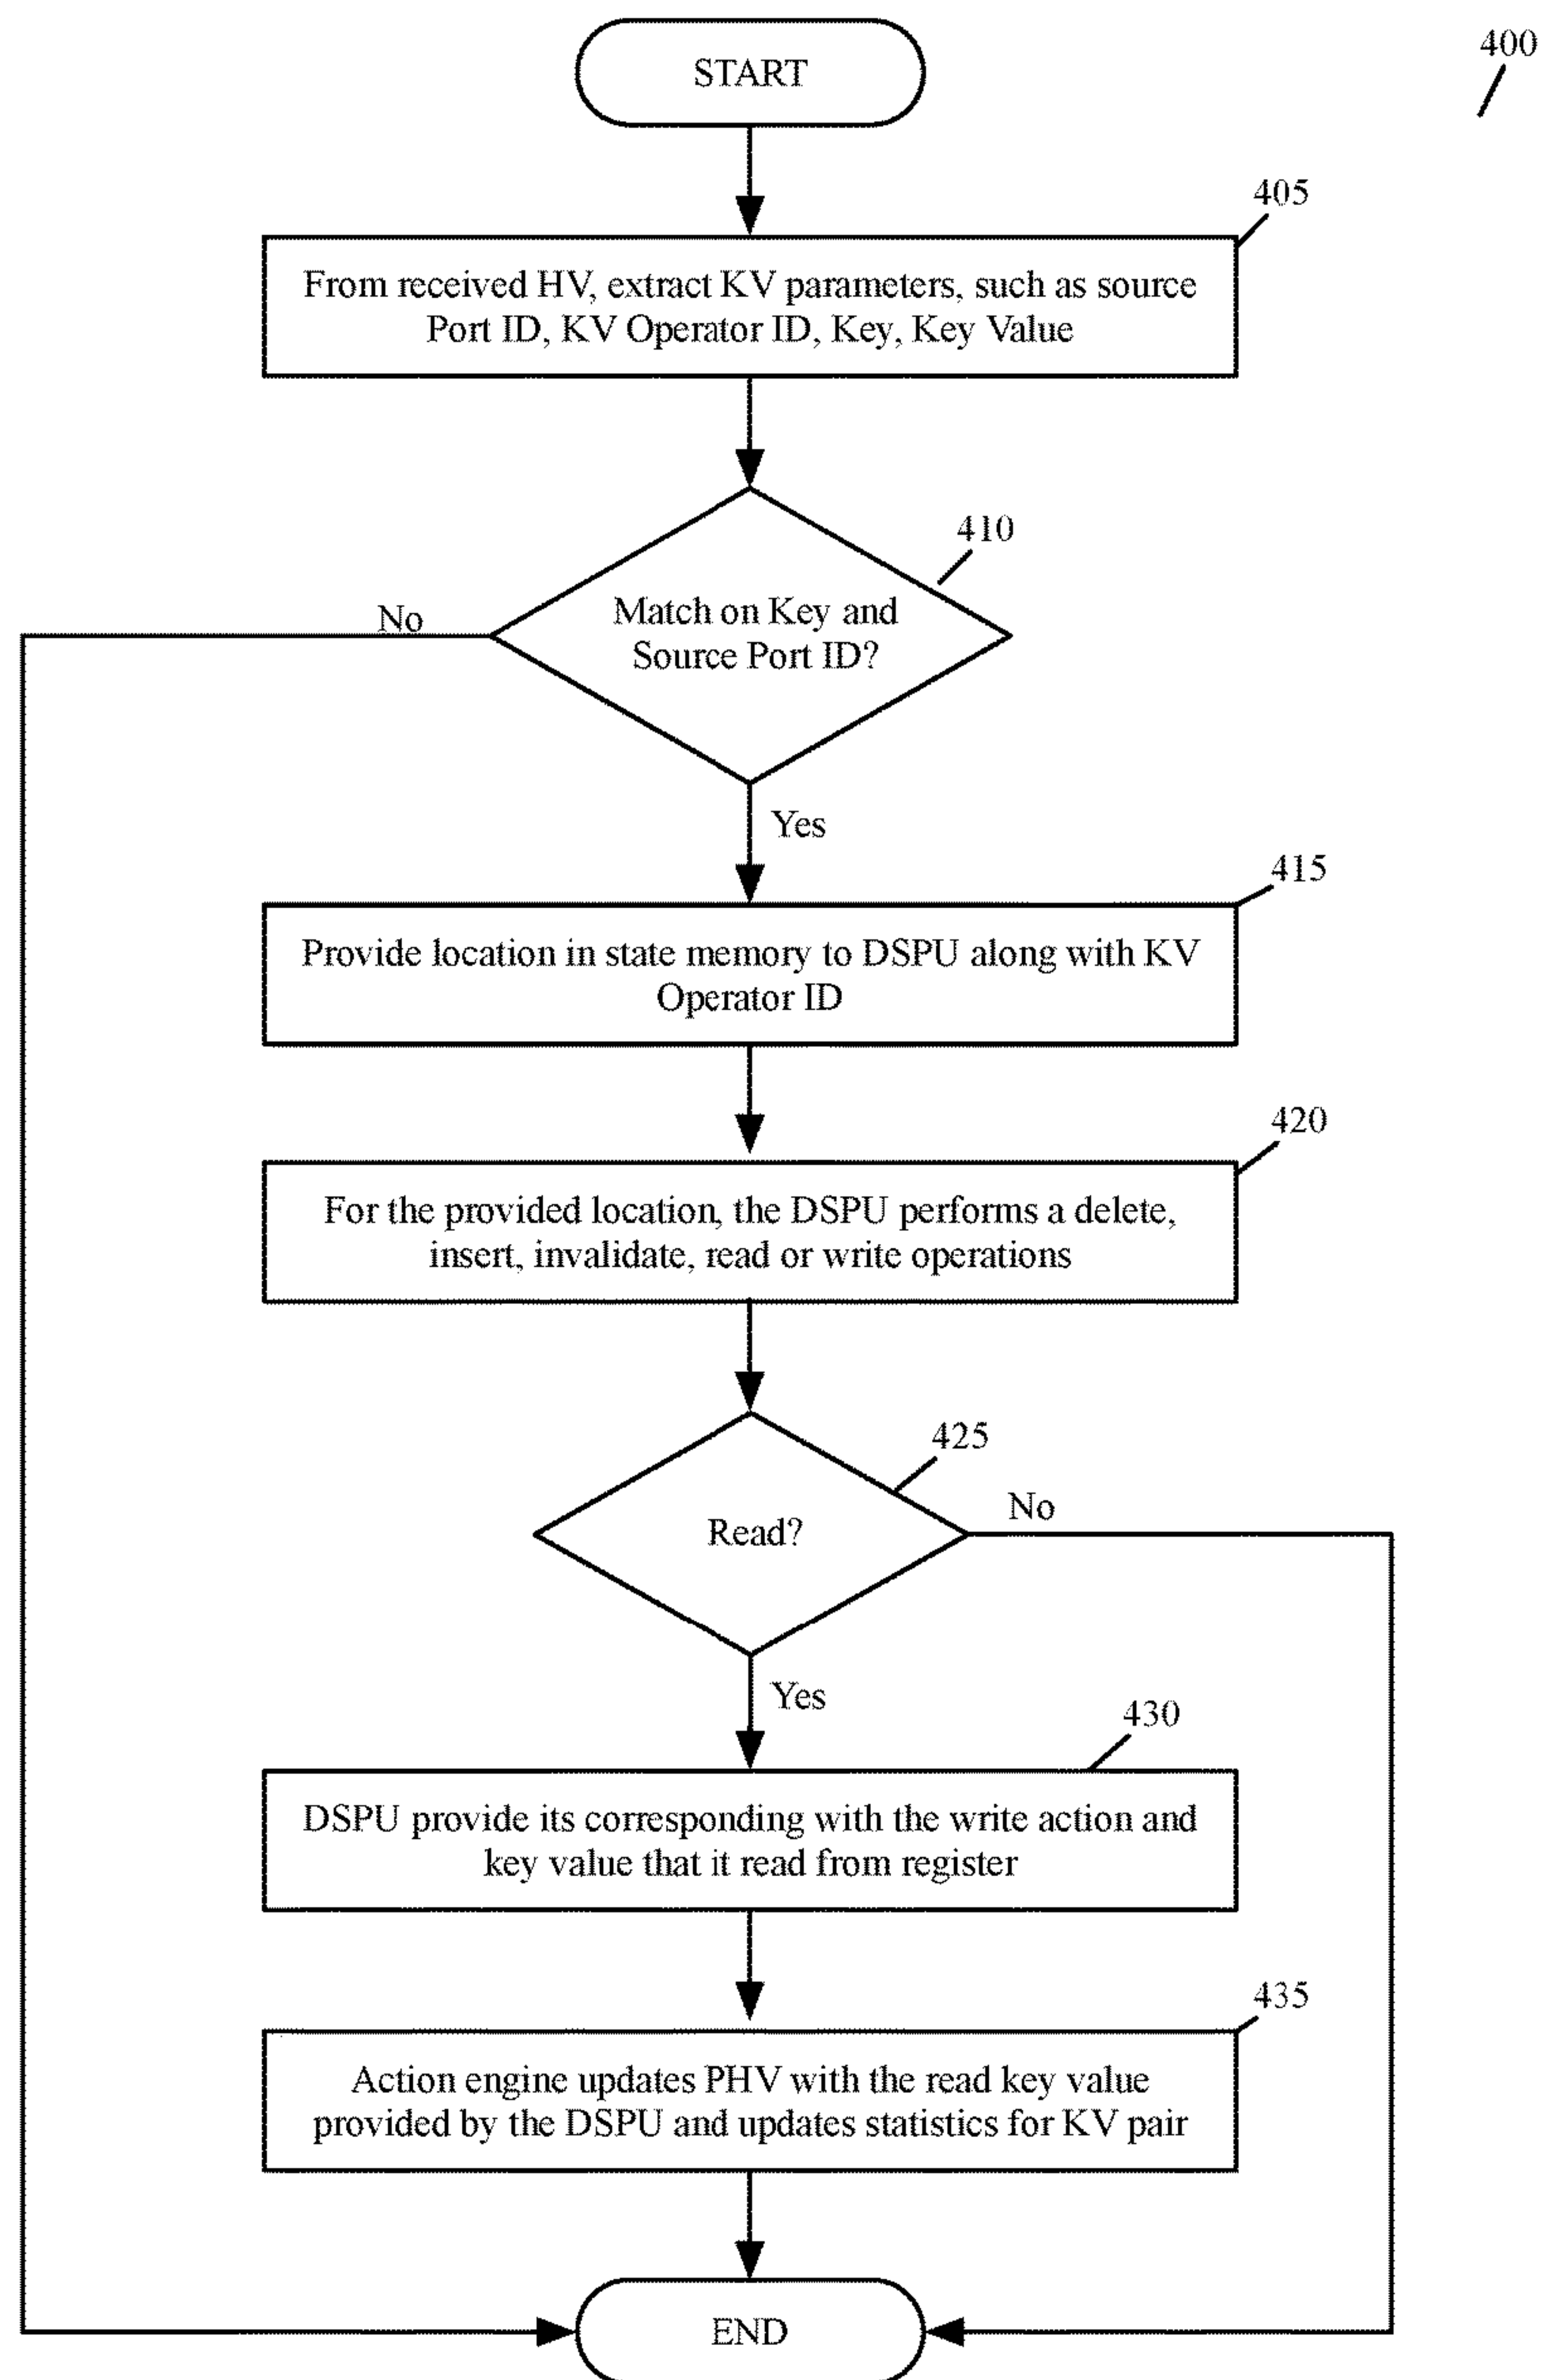 START
400
405
From received HV, extract KV parameters, such as source
Port ID, KV Operator ID, Key, Key Value
410
No
Match on Key and
Source Port ID?
Yes
415
Provide location in state memory to DSPU along with KV
Operator ID
420
For the provided location, the DSPU performs a delete,
insert, invalidate, read or write operations
425
Read?
No
Yes
430
DSPU provide its corresponding with the write action and
key value that it read from register
435
Action engine updates PHV with the read key value
provided by the DSPU and updates statistics for KV pair
END